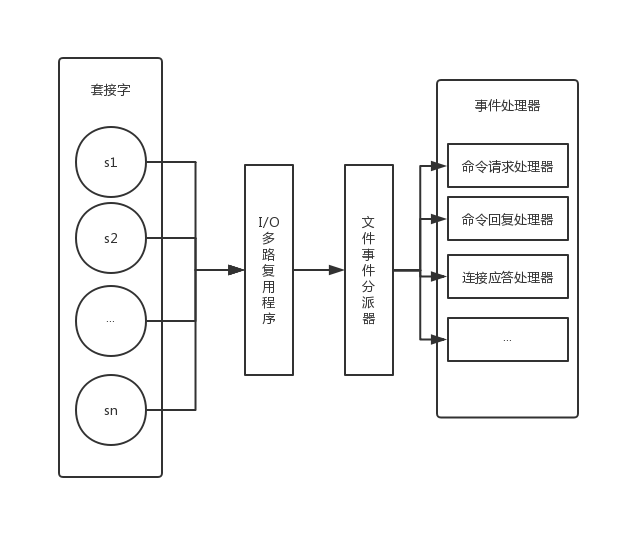 套接字
s1
s2
...
sn
I/O
多
路
复
用
程
序
文
件
事
件
分
派
器
事件处理器
命令请求处理器
命令回复处理器
连接应答处理器
...